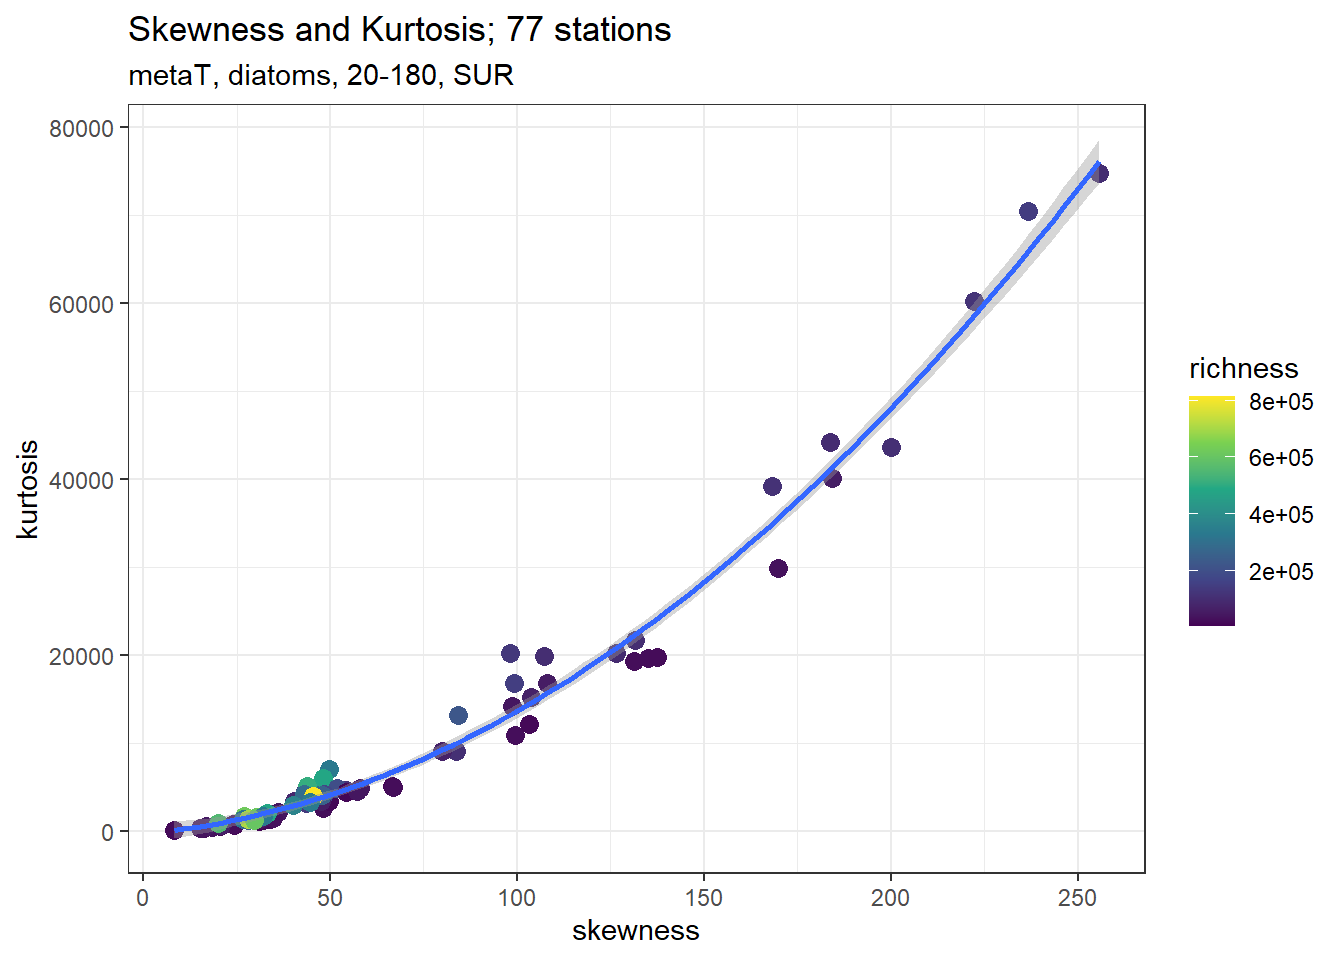 Skewness and Kurtosis; 77 stations
metaT, diatoms, 20-180, SUR
80000
60000
40000
20000
0
kurtosis
0 50 100 150 200 250
skewness
richness
8e+05
6e+05
4e+05
2e+05